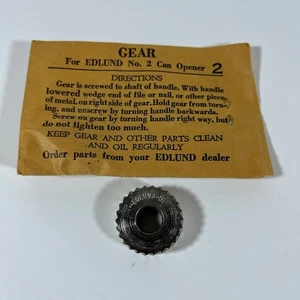 GEAR
For EDLUND No. 2 Can Opener 2
DIRECTIONS
Gear is screwed to shaft of handle. With handle
lowered wedge end of file or nail, or other piece
of metal, on right side of gear. Hold gear from turn-
ing, and unscrew by turning handle backwards.
Screw on gear by turning handle right way, but
do not tighten too much.
KEEP GEAR AND OTHER PARTS CLEAN
AND OIL REGULARLY
Order parts from your EDLUND dealer
EDLUND